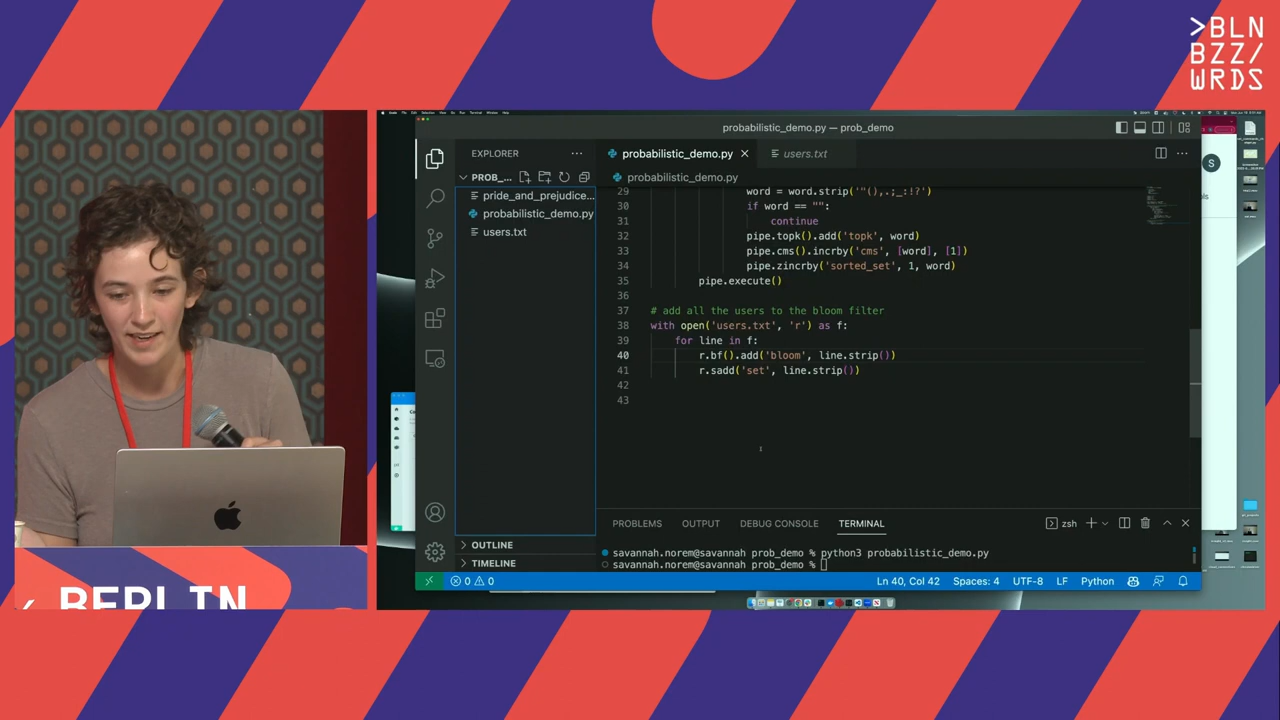 >BLN
BZZ/
WRDS
probabilistic_demo.py — prob_demo
EXPLORER
probabilistic_demo.py
users.txt
PROB_...
probabilistic_demo.py
pride_and_prejudice...
probabilistic_demo.py
users.txt
29 word = word.strip('"(),.;_:!?')
30 if word == "":
31 continue
32 pipe.topk().add('topk', word)
33 pipe.cms().incrby('cms', [word], [1])
34 pipe.zincrby('sorted_set', 1, word)
35 pipe.execute()
36
37 # add all the users to the bloom filter
38 with open('users.txt', 'r') as f:
39 for line in f:
40 r.bf().add('bloom', line.strip())
41 r.sadd('set', line.strip())
42
43
PROBLEMS OUTPUT DEBUG CONSOLE TERMINAL
zsh
OUTLINE
TIMELINE
savannah.norem@savannah prob_demo % python3 probabilistic_demo.py
savannah.norem@savannah prob_demo %
0 0
Ln 40, Col 42 Spaces: 4 UTF-8 LF Python
S
BERLIN